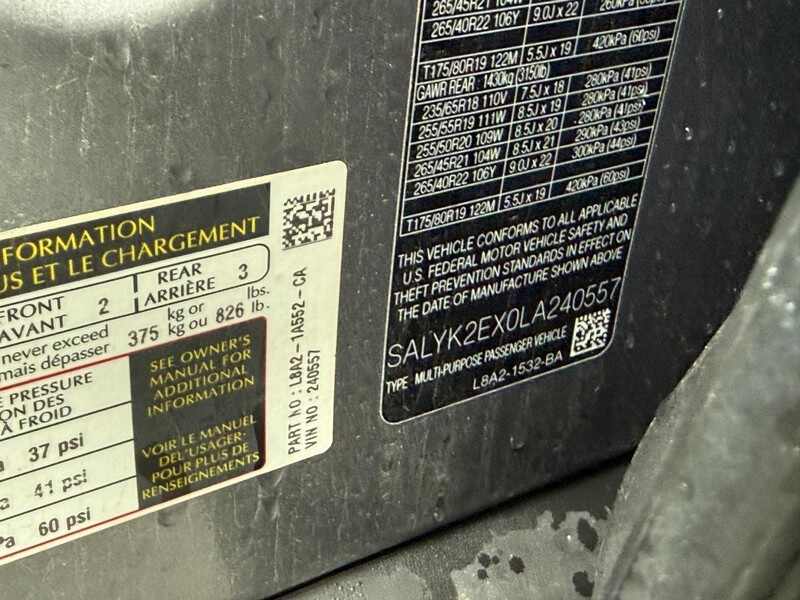 FORMATION
US ET LE CHARGEMENT
FRONT 2 REAR 3
AVANT ARRIÈRE
never exceed 375 kg or 826 lbs.
mais dépasser kg ou lb.
E PRESSURE
ON DES
À FROID
37 psi
41 psi
Pa 60 psi
SEE OWNER'S
MANUAL FOR
ADDITIONAL
INFORMATION
VOIR LE MANUEL
DEL'USAGER-
POUR PLUS DE
RENSEIGNEMENTS
PART NO : L8A2-1A552-CA
VIN NO : 240557
265/45R21 104W
265/40R22 106Y 9.0J x 22 260kPa
T175/80R19 122M 5.5J x 19 420kPa (60psi)
GAWR REAR : 1430kg (3150lb)
235/65R18 110V 7.5J x 18 280kPa (41psi)
255/55R19 111W 8.5J x 19 280kPa (41psi)
255/50R20 109W 8.5J x 20 280kPa (41psi)
265/45R21 104W 8.5J x 21 290kPa (43psi)
265/40R22 106Y 9.0J x 22 300kPa (44psi)
T175/80R19 122M 5.5J x 19 420kPa (60psi)
THIS VEHICLE CONFORMS TO ALL APPLICABLE
U.S. FEDERAL MOTOR VEHICLE SAFETY AND
THEFT PREVENTION STANDARDS IN EFFECT ON
THE DATE OF MANUFACTURE SHOWN ABOVE
SALYK2EX0LA240557
TYPE : MULTI-PURPOSE PASSENGER VEHICLE
L8A2-1532-BA